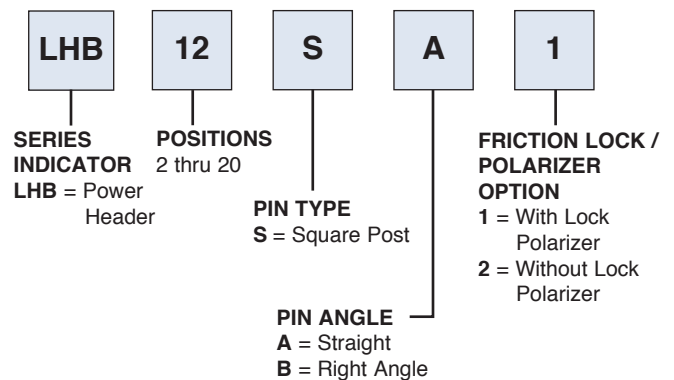 LHB 12 S A 1
SERIES
INDICATOR
LHB = Power
Header
POSITIONS
2 thru 20
PIN TYPE
S = Square Post
PIN ANGLE
A = Straight
B = Right Angle
FRICTION LOCK /
POLARIZER
OPTION
1 = With Lock
Polarizer
2 = Without Lock
Polarizer